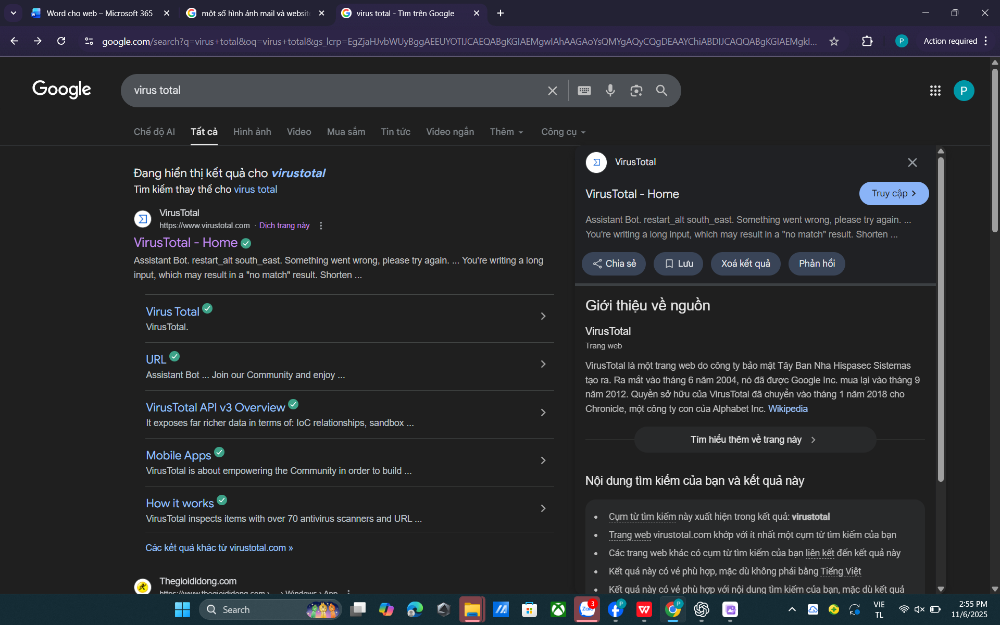 Word cho web – Microsoft 365
một số hình ảnh mail và website
virus total - Tìm trên Google
google.com/search?q=virus+total&oq=virus+total&gs_lcrp=EgZjaHJvbWUyBggAEEUYOTIJCAEQABgKGIAEMgwIAhAAGAoYsQMYgAQyCQgDEAAYChiABDIJCAQQABgKGIAEMgkI...
P
Action required
Google
virus total
P
Chế độ AI
Tất cả
Hình ảnh
Video
Mua sắm
Tin tức
Video ngắn
Thêm
Công cụ
Đang hiển thị kết quả cho virustotal
Tìm kiếm thay thế cho virus total
VirusTotal
https://www.virustotal.com · Dịch trang này
VirusTotal - Home
Assistant Bot. restart_alt south_east. Something went wrong, please try again. ... You're writing a long
input, which may result in a "no match" result. Shorten ...
Virus Total
VirusTotal.
URL
Assistant Bot ... Join our Community and enjoy ...
VirusTotal API v3 Overview
It exposes far richer data in terms of: IoC relationships, sandbox ...
Mobile Apps
VirusTotal is about empowering the Community in order to build ...
How it works
VirusTotal inspects items with over 70 antivirus scanners and URL ...
Các kết quả khác từ virustotal.com »
Thegioididong.com
https://www.thegioididong.com › ... › Windows › App
VirusTotal
VirusTotal - Home
Truy cập
Assistant Bot. restart_alt south_east. Something went wrong, please try again. ...
You're writing a long input, which may result in a "no match" result. Shorten ...
Chia sẻ
Lưu
Xoá kết quả
Phản hồi
Giới thiệu về nguồn
VirusTotal
Trang web
VirusTotal là một trang web do công ty bảo mật Tây Ban Nha Hispasec Sistemas
tạo ra. Ra mắt vào tháng 6 năm 2004, nó đã được Google Inc. mua lại vào tháng 9
năm 2012. Quyền sở hữu của VirusTotal đã chuyển vào tháng 1 năm 2018 cho
Chronicle, một công ty con của Alphabet Inc. Wikipedia
Tìm hiểu thêm về trang này
Nội dung tìm kiếm của bạn và kết quả này
• Cụm từ tìm kiếm này xuất hiện trong kết quả: virustotal
• Trang web virustotal.com khớp với ít nhất một cụm từ tìm kiếm của bạn
• Các trang web khác có cụm từ tìm kiếm của bạn liên kết đến kết quả này
• Kết quả này có vẻ phù hợp, mặc dù không phải bằng Tiếng Việt
• Kết quả này có vẻ phù hợp với nội dung tìm kiếm của bạn, mặc dù kết quả
Search
Zalo
3
P
P
VIE
TL
2:55 PM
11/6/2025